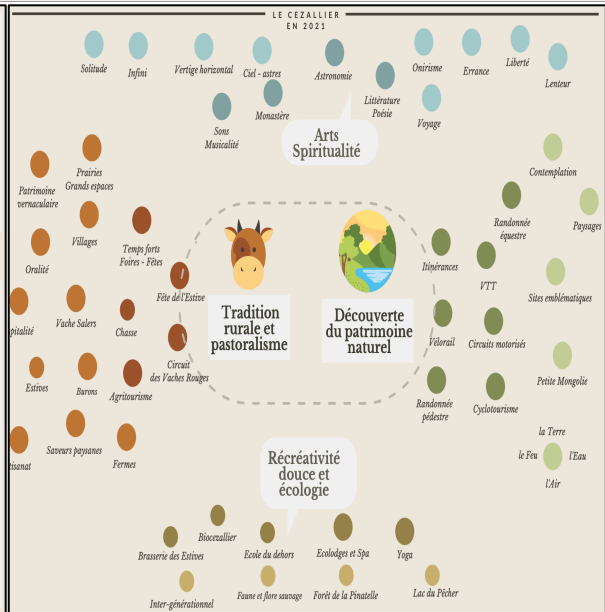 LE CEZALLIER
EN 2021
Solitude
Infini
Vertige horizontal
Ciel - astres
Astronomie
Onirisme
Errance
Liberté
Lenteur
Littérature
Poésie
Voyage
Monastère
Sons
Musicalité
Arts
Spiritualité
Prairies
Grands espaces
Patrimoine
vernaculaire
Contemplation
Randonnée
équestre
Paysages
Villages
Temps forts
Foires - Fêtes
Oralité
Itinérances
VTT
Sites emblématiques
Fête de l'Estive
Tradition
rurale et
pastoralisme
Découverte
du patrimoine
naturel
Vache Salers
Chasse
Vélorail
Circuits motorisés
Circuit
des Vaches Rouges
Petite Mongolie
Estives
Burons
Agritourisme
Randonnée
pédestre
Cyclotourisme
Saveurs paysanes
Fermes
la Terre
le Feu
l'Eau
l'Air
Récréativité
douce et
écologie
Biocezallier
Brasserie des Estives
Ecole du dehors
Ecolodges et Spa
Yoga
Inter-générationnel
Faune et flore sauvage
Forêt de la Pinatelle
Lac du Pêcher